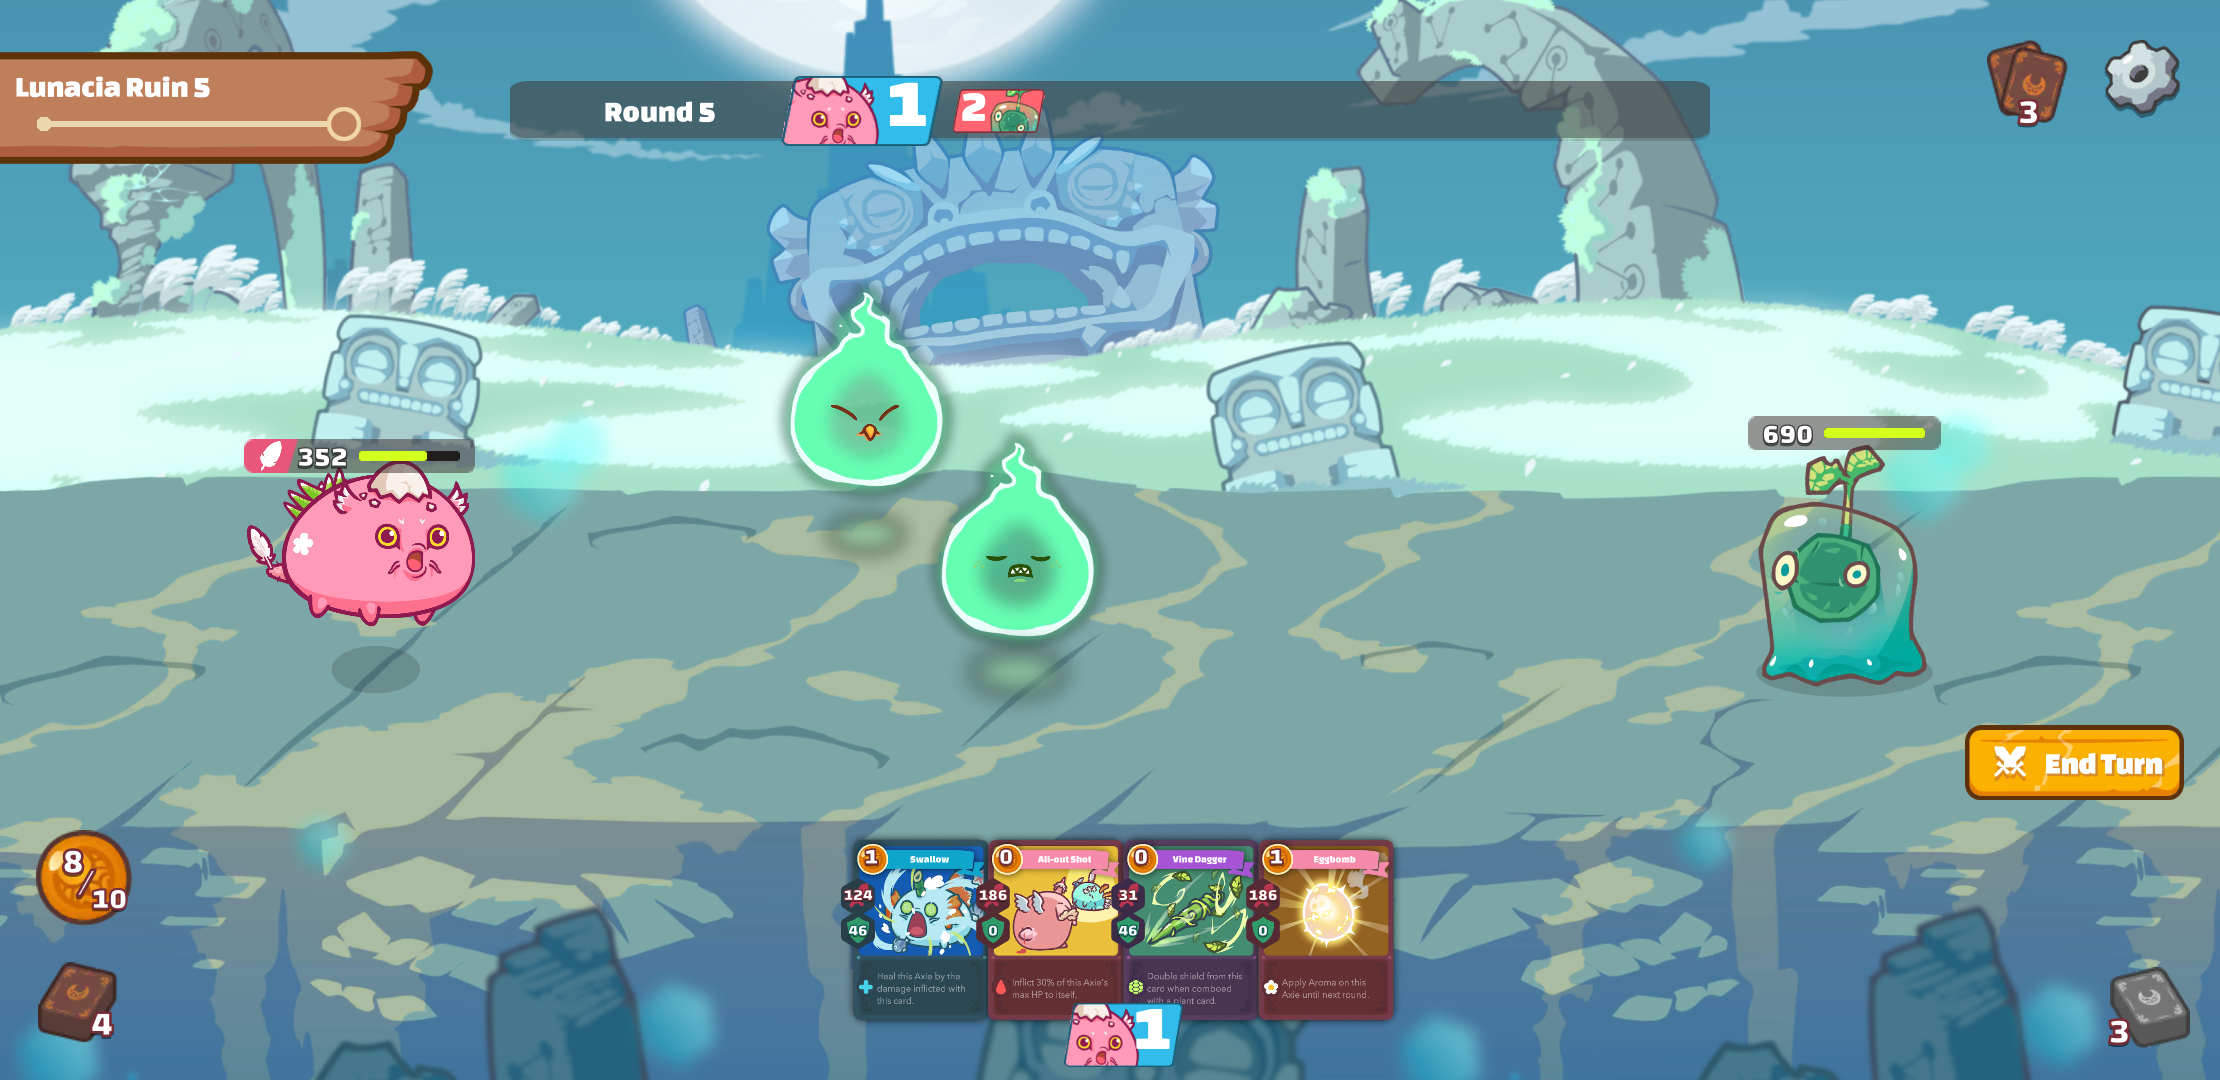 Lunacia Ruin 5
Round 5
1
2
3
352
690
End Turn
8/10
4
3
1 Swallow
124
46
Heal this Axie by the
damage inflicted with
this card.
0 All-out Shot
186
0
Inflict 30% of this Axie's
max HP to itself.
0 Vine Dagger
31
46
Double shield from this
card when comboed
with a plant card.
1 Eggbomb
186
0
Apply Aroma on this
Axie until next round.
1